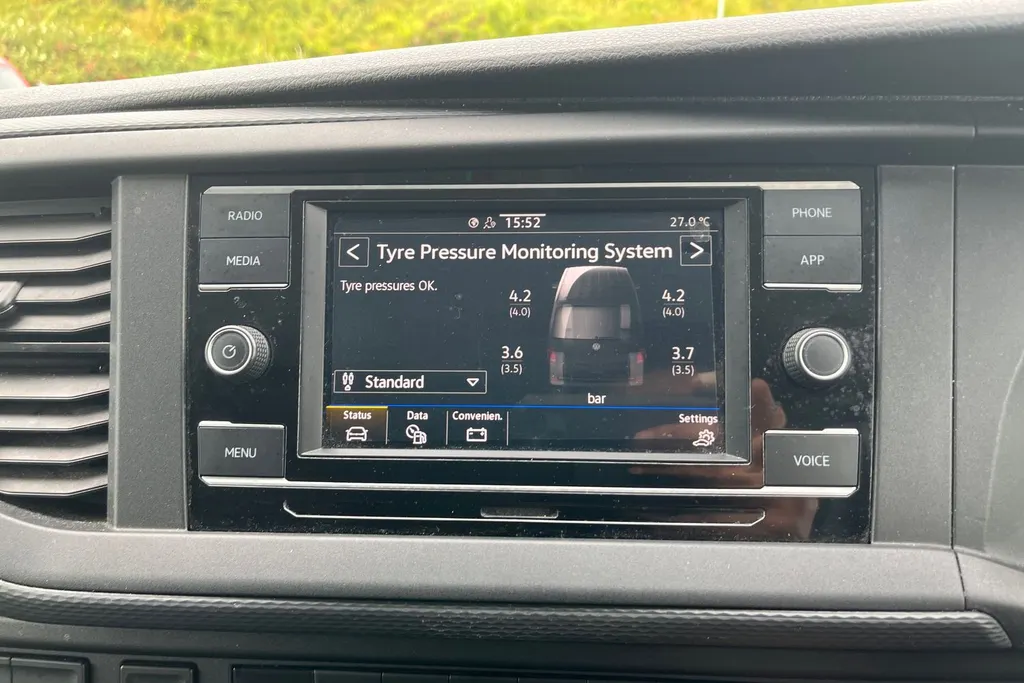 RADIO
MEDIA
MENU
PHONE
APP
VOICE
15:52
27.0 °C
< Tyre Pressure Monitoring System >
Tyre pressures OK.
4.2
(4.0)
4.2
(4.0)
3.6
(3.5)
3.7
(3.5)
Standard
bar
Status
Data
Convenien.
Settings